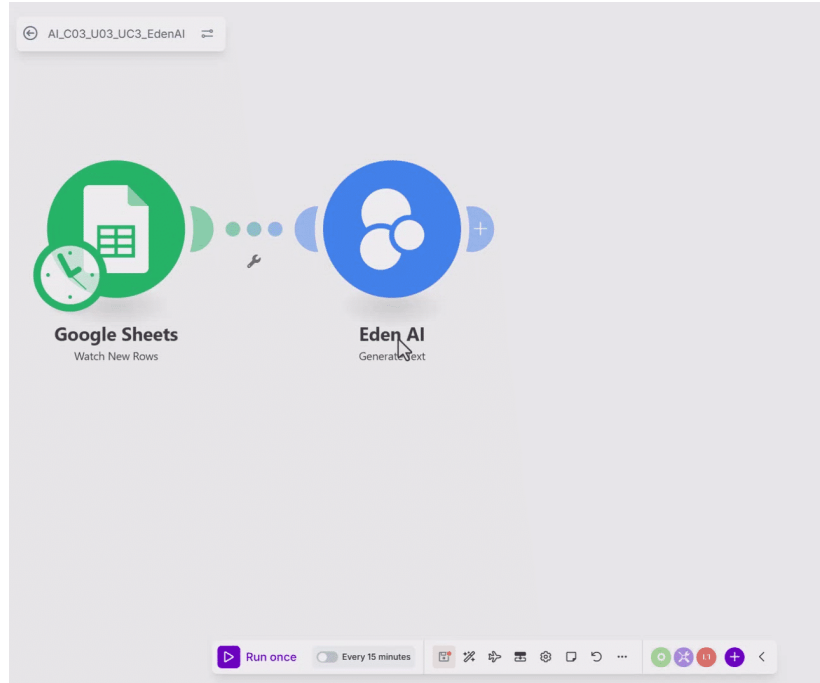 AI_C03_U03_UC3_EdenAI
Google Sheets
Watch New Rows
Eden AI
Generate Text
Run once
Every 15 minutes